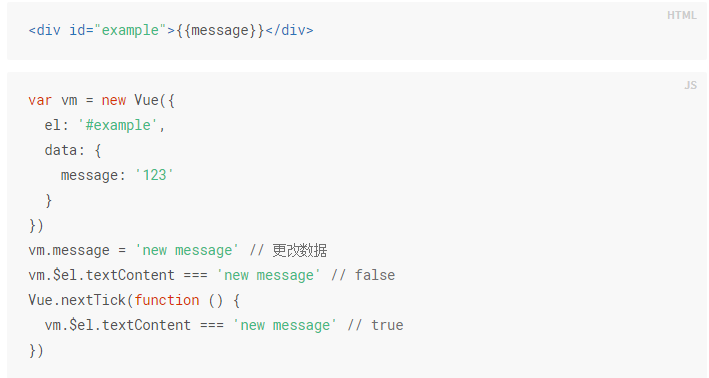 HTML
<div id="example">{{message}}</div>
JS
var vm = new Vue({
  el: '#example',
  data: {
    message: '123'
  }
})
vm.message = 'new message' // 更改数据
vm.$el.textContent === 'new message' // false
Vue.nextTick(function () {
  vm.$el.textContent === 'new message' // true
})